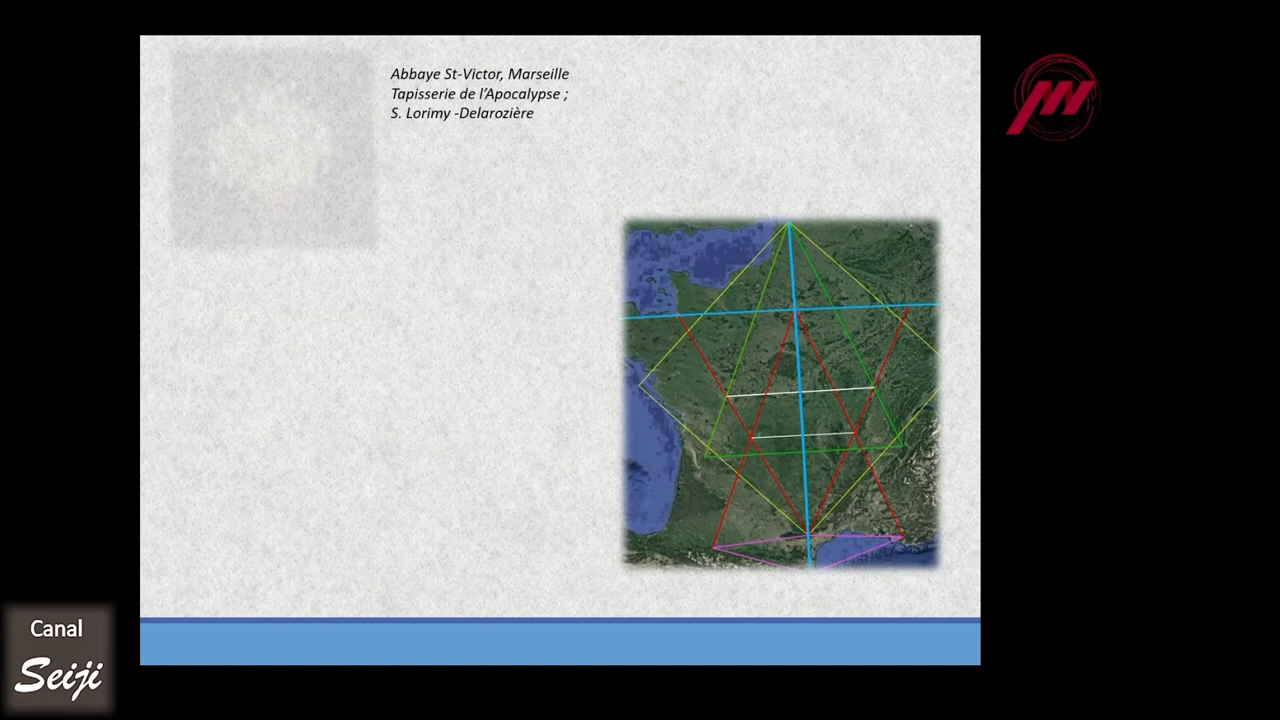 Abbaye St-Victor, Marseille
Tapisserie de l'Apocalypse ;
S. Lorimy -Delarozière
Canal
Seiji